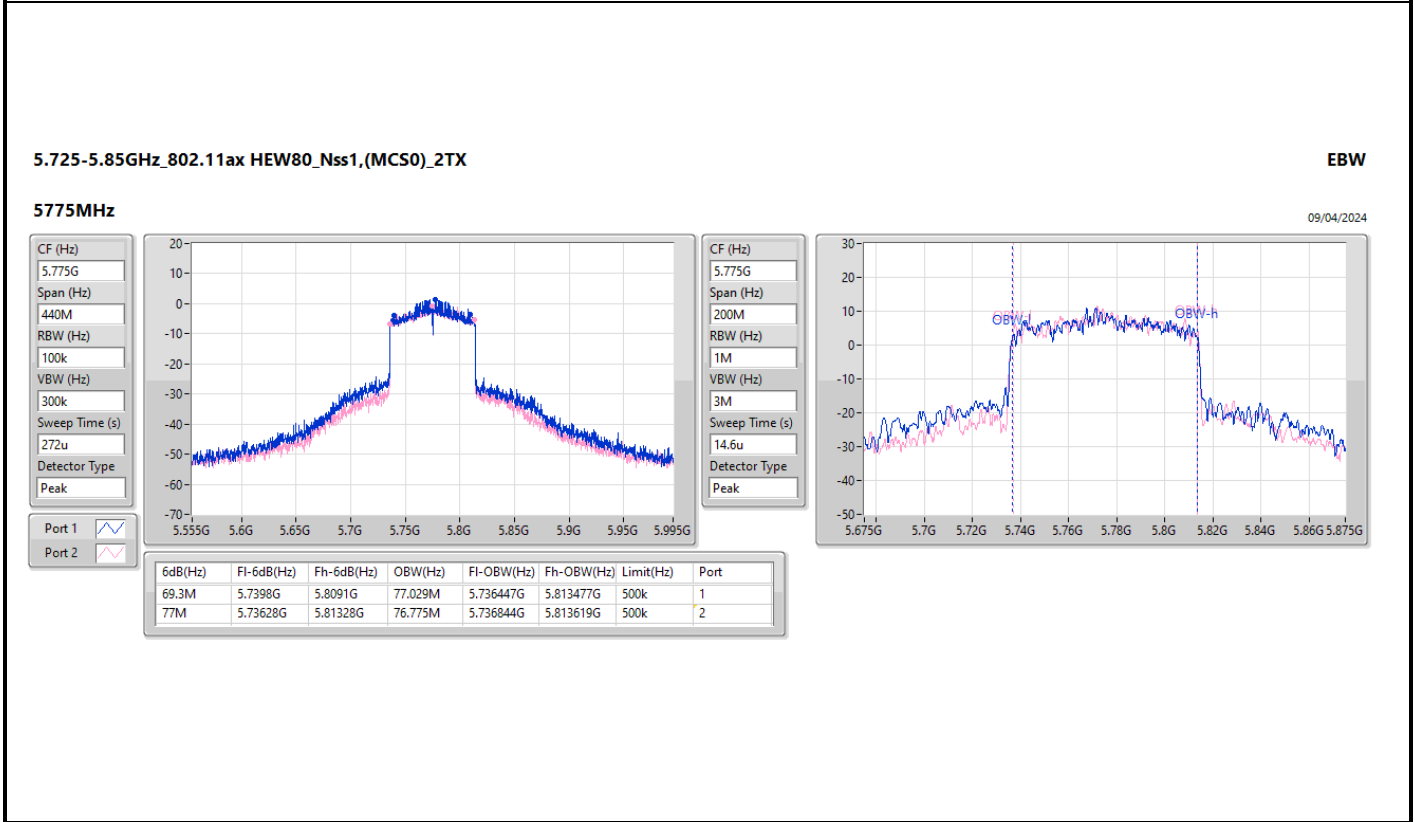 5.725-5.85GHz_802.11ax HEW80_Nss1,(MCS0)_2TX
EBW
5775MHz
09/04/2024
CF (Hz)
5.775G
Span (Hz)
440M
RBW (Hz)
100k
VBW (Hz)
300k
Sweep Time (s)
272u
Detector Type
Peak
Port 1
Port 2
20
10
0
-10
-20
-30
-40
-50
-60
-70
5.555G 5.6G 5.65G 5.7G 5.75G 5.8G 5.85G 5.9G 5.95G 5.995G
CF (Hz)
5.775G
Span (Hz)
200M
RBW (Hz)
1M
VBW (Hz)
3M
Sweep Time (s)
14.6u
Detector Type
Peak
30
20
10
0
-10
-20
-30
-40
-50
OBW-l
OBW-h
5.675G 5.7G 5.72G 5.74G 5.76G 5.78G 5.8G 5.82G 5.84G 5.86G 5.875G
6dB(Hz) Fl-6dB(Hz) Fh-6dB(Hz) OBW(Hz) Fl-OBW(Hz) Fh-OBW(Hz) Limit(Hz) Port
69.3M 5.7398G 5.8091G 77.029M 5.736447G 5.813477G 500k 1
77M 5.73628G 5.81328G 76.775M 5.736844G 5.813619G 500k 2